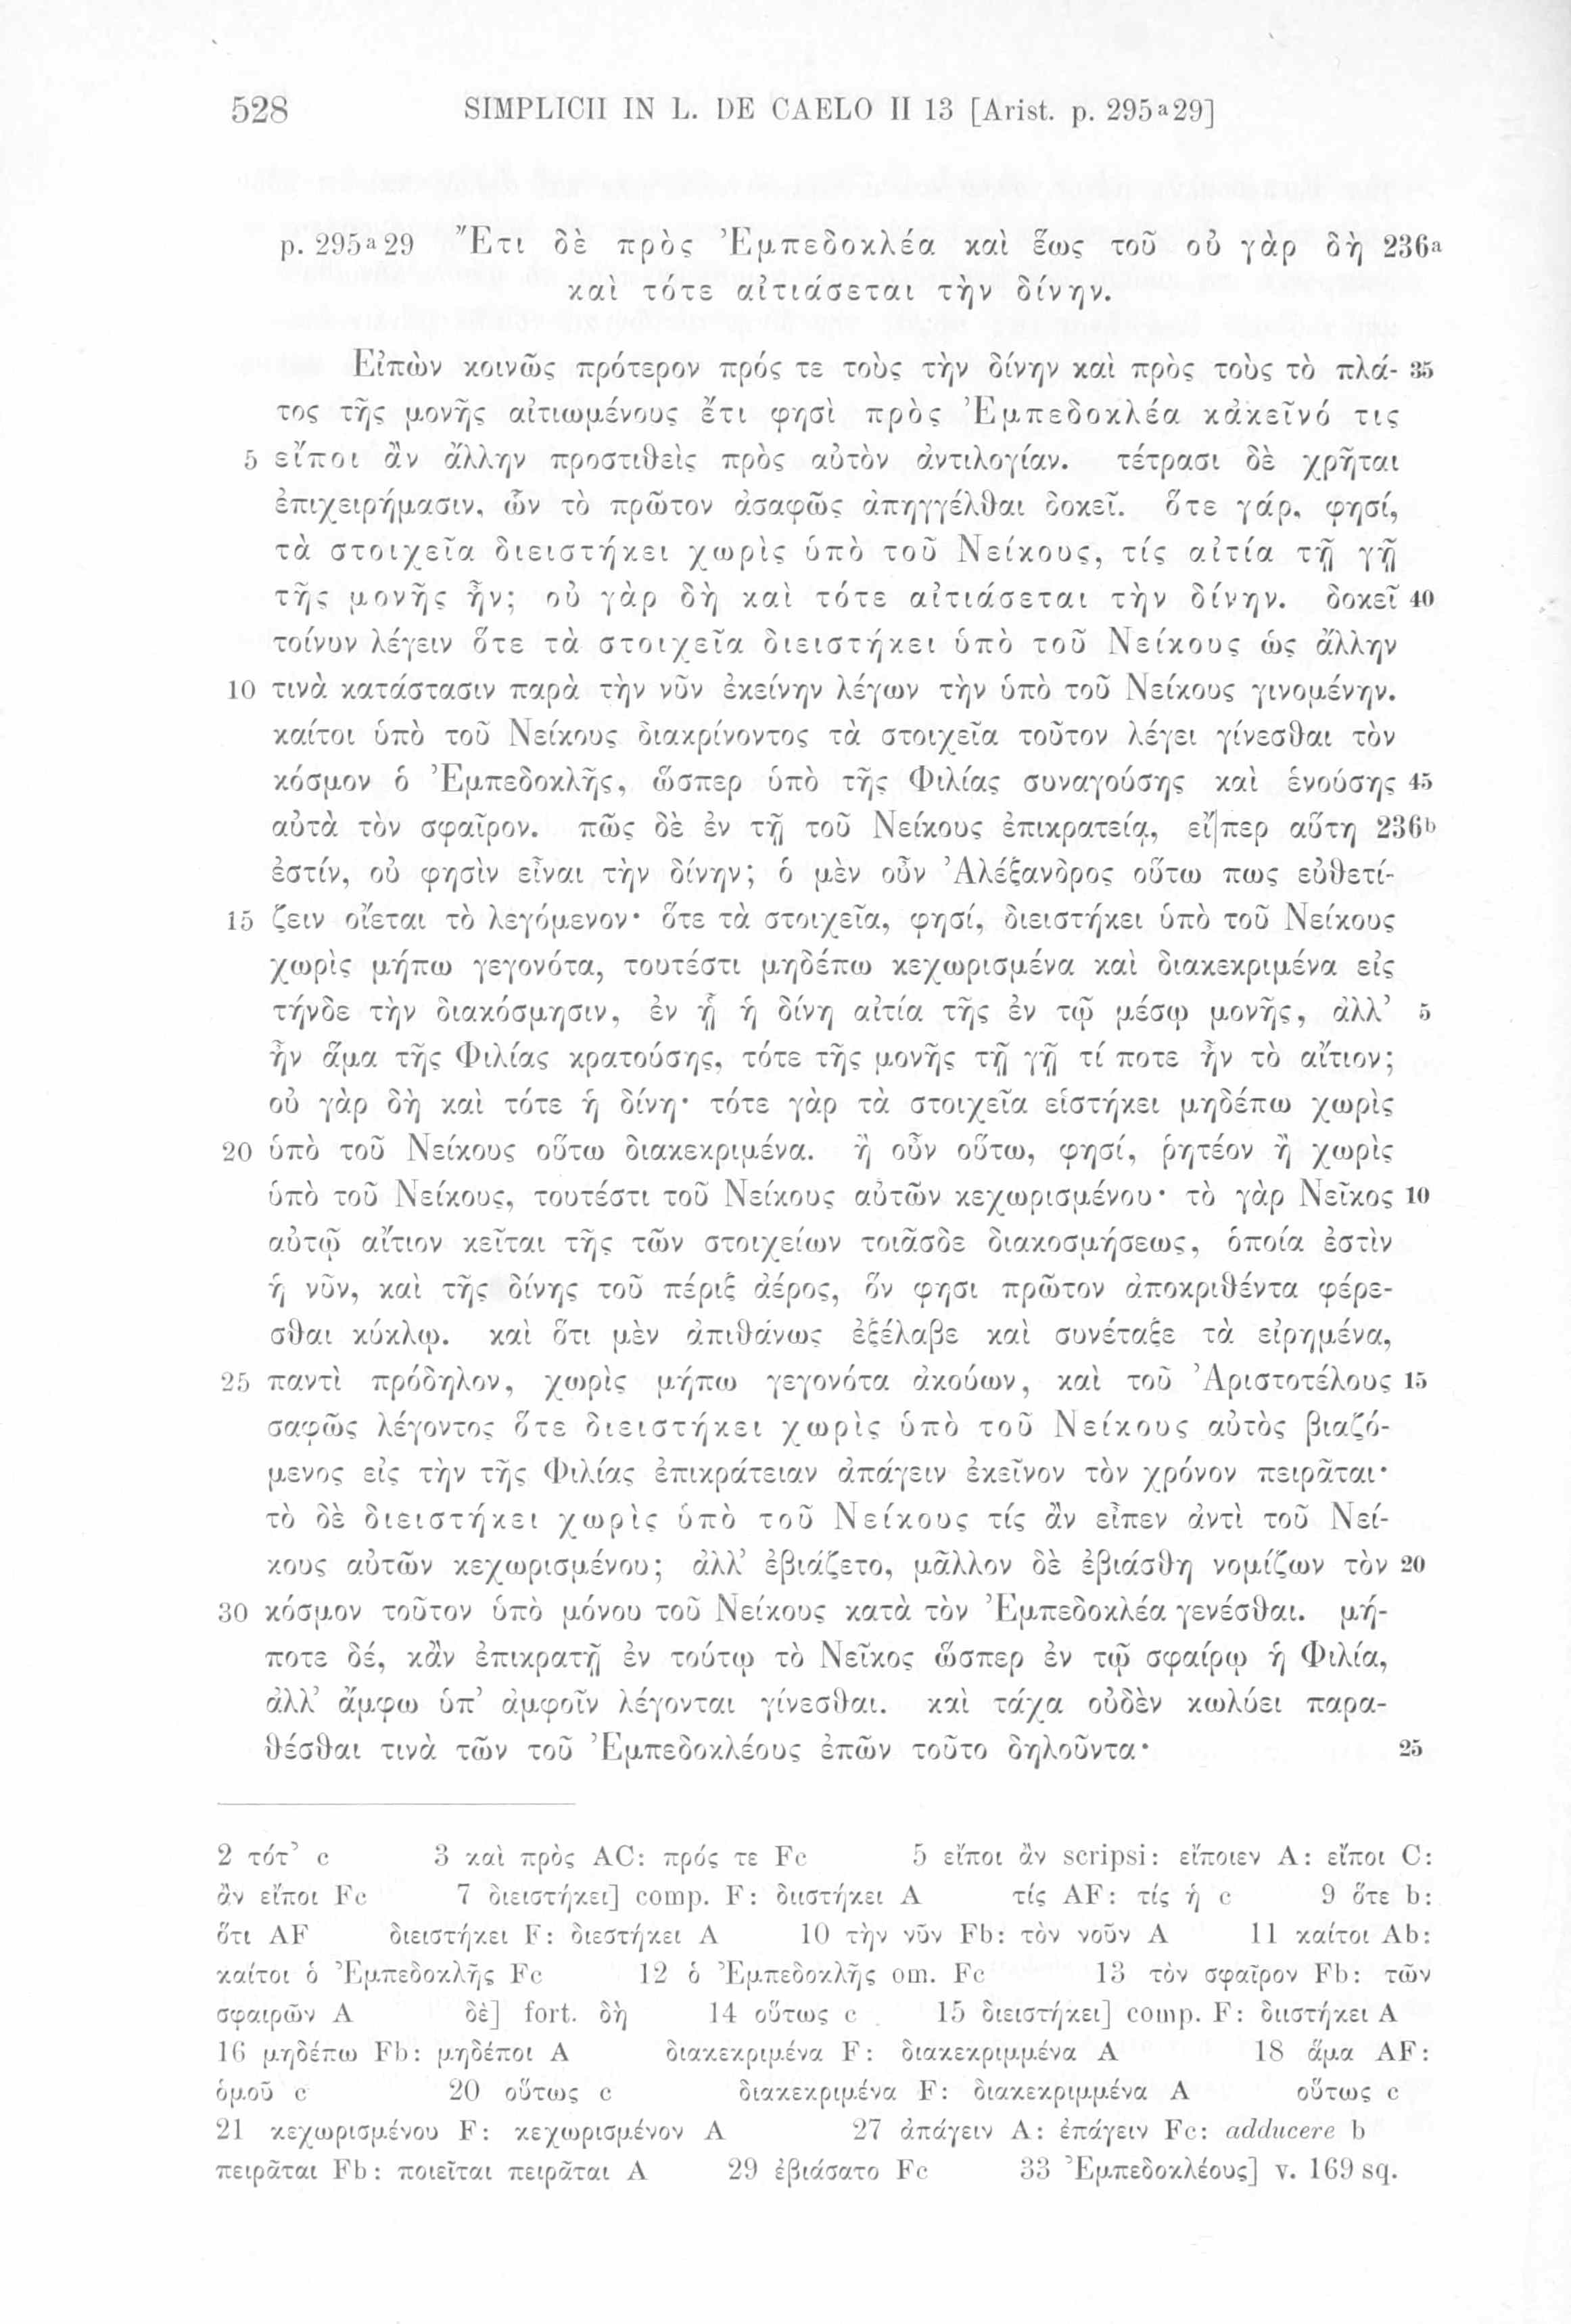 528 SIMPLICII IN L. DE CAELO II 13 [Arist. p. 295ᵃ29]
p. 295ᵃ29 Ἔτι δὲ πρὸς Ἐμπεδοκλέα καὶ ἕως τοῦ οὐ γὰρ δὴ 236ᵃ
καὶ τότε αἰτιάσεται τὴν δίνην.
Εἰπὼν κοινῶς πρότερον πρός τε τοὺς τὴν δίνην καὶ πρὸς τοὺς τὸ πλά- 35
τος τῆς μονῆς αἰτιωμένους ἔτι φησὶ πρὸς Ἐμπεδοκλέα κἀκεῖνό τις
5 εἴποι ἂν ἄλλην προστιθεὶς πρὸς αὐτὸν ἀντιλογίαν. τέτρασι δὲ χρῆται
ἐπιχειρήμασιν, ὧν τὸ πρῶτον ἀσαφῶς ἀπηγγέλθαι δοκεῖ. ὅτε γάρ, φησί,
τὰ στοιχεῖα διειστήκει χωρὶς ὑπὸ τοῦ Νείκους, τίς αἰτία τῇ γῇ
τῆς μονῆς ἦν; οὐ γὰρ δὴ καὶ τότε αἰτιάσεται τὴν δίνην. δοκεῖ 40
τοίνυν λέγειν ὅτε τὰ στοιχεῖα διειστήκει ὑπὸ τοῦ Νείκους ὡς ἄλλην
10 τινὰ κατάστασιν παρὰ τὴν νῦν ἐκείνην λέγων τὴν ὑπὸ τοῦ Νείκους γινομένην.
καίτοι ὑπὸ τοῦ Νείκους διακρίνοντος τὰ στοιχεῖα τοῦτον λέγει γίνεσθαι τὸν
κόσμον ὁ Ἐμπεδοκλῆς, ὥσπερ ὑπὸ τῆς Φιλίας συναγούσης καὶ ἑνούσης 45
αὐτὰ τὸν σφαῖρον. πῶς δὲ ἐν τῇ τοῦ Νείκους ἐπικρατείᾳ, εἴ|περ αὕτη 236ᵇ
ἐστίν, οὔ φησὶν εἶναι τὴν δίνην; ὁ μὲν οὖν Ἀλέξανδρος οὕτω πως εὐθετί-
15 ζειν οἴεται τὸ λεγόμενον· ὅτε τὰ στοιχεῖα, φησί, διειστήκει ὑπὸ τοῦ Νείκους
χωρὶς μήπω γεγονότα, τουτέστι μηδέπω κεχωρισμένα καὶ διακεκριμένα εἰς
τήνδε τὴν διακόσμησιν, ἐν ᾗ ἡ δίνη αἰτία τῆς ἐν τῷ μέσῳ μονῆς, ἀλλ’ 5
ἦν ἅμα τῆς Φιλίας κρατούσης, τότε τῆς μονῆς τῇ γῇ τί ποτε ἦν τὸ αἴτιον;
οὐ γὰρ δὴ καὶ τότε ἡ δίνη· τότε γὰρ τὰ στοιχεῖα εἱστήκει μηδέπω χωρὶς
20 ὑπὸ τοῦ Νείκους οὕτω διακεκριμένα. ἢ οὖν οὕτω, φησί, ῥητέον ἢ χωρὶς
ὑπὸ τοῦ Νείκους, τουτέστι τοῦ Νείκους αὐτῶν κεχωρισμένου· τὸ γὰρ Νεῖκος 10
αὐτῷ αἴτιον κεῖται τῆς τῶν στοιχείων τοιᾶσδε διακοσμήσεως, ὁποία ἐστὶν
ἡ νῦν, καὶ τῆς δίνης τοῦ πέριξ ἀέρος, ὅν φησι πρῶτον ἀποκριθέντα φέρε-
σθαι κύκλῳ. καὶ ὅτι μὲν ἀπιθάνως ἐξέλαβε καὶ συνέταξε τὰ εἰρημένα,
25 παντὶ πρόδηλον, χωρὶς μήπω γεγονότα ἀκούων, καὶ τοῦ Ἀριστοτέλους 15
σαφῶς λέγοντος ὅτε διειστήκει χωρὶς ὑπὸ τοῦ Νείκους αὐτὸς βιαζό-
μενος εἰς τὴν τῆς Φιλίας ἐπικράτειαν ἀπάγειν ἐκεῖνον τὸν χρόνον πειρᾶται·
τὸ δὲ διειστήκει χωρὶς ὑπὸ τοῦ Νείκους τίς ἂν εἶπεν ἀντὶ τοῦ Νεί-
κους αὐτῶν κεχωρισμένου; ἀλλ’ ἐβιάζετο, μᾶλλον δὲ ἐβιάσθη νομίζων τὸν 20
30 κόσμον τοῦτον ὑπὸ μόνου τοῦ Νείκους κατὰ τὸν Ἐμπεδοκλέα γενέσθαι. μή-
ποτε δέ, κἂν ἐπικρατῇ ἐν τούτῳ τὸ Νεῖκος ὥσπερ ἐν τῷ σφαίρῳ ἡ Φιλία,
ἀλλ’ ἄμφω ὑπ’ ἀμφοῖν λέγονται γίνεσθαι. καὶ τάχα οὐδὲν κωλύει παρα-
θέσθαι τινὰ τῶν τοῦ Ἐμπεδοκλέους ἐπῶν τοῦτο δηλοῦντα· 25
2 τότ’ c 3 καὶ πρὸς AC: πρός τε Fc 5 εἴποι ἂν scripsi: εἴποιεν A: εἴποι C:
ἂν εἴποι Fc 7 διειστήκει] comp. F: διιστήκει A τίς AF: τίς ἡ c 9 ὅτε b:
ὅτι AF διειστήκει F: διεστήκει A 10 τὴν νῦν Fb: τὸν νοῦν A 11 καίτοι Ab:
καίτοι ὁ Ἐμπεδοκλῆς Fc 12 ὁ Ἐμπεδοκλῆς om. Fc 13 τὸν σφαῖρον Fb: τῶν
σφαιρῶν A δὲ] fort. δὴ 14 οὕτως c 15 διειστήκει] comp. F: διιστήκει A
16 μηδέπω Fb: μηδέποι A διακεκριμένα F: διακεκριμμένα A 18 ἅμα AF:
ὁμοῦ c 20 οὕτως c διακεκριμένα F: διακεκριμμένα A οὕτως c
21 κεχωρισμένου F: κεχωρισμένον A 27 ἀπάγειν A: ἐπάγειν Fc: adducere b
πειρᾶται Fb: ποιεῖται πειρᾶται A 29 ἐβιάσατο Fc 33 Ἐμπεδοκλέους] v. 169 sq.